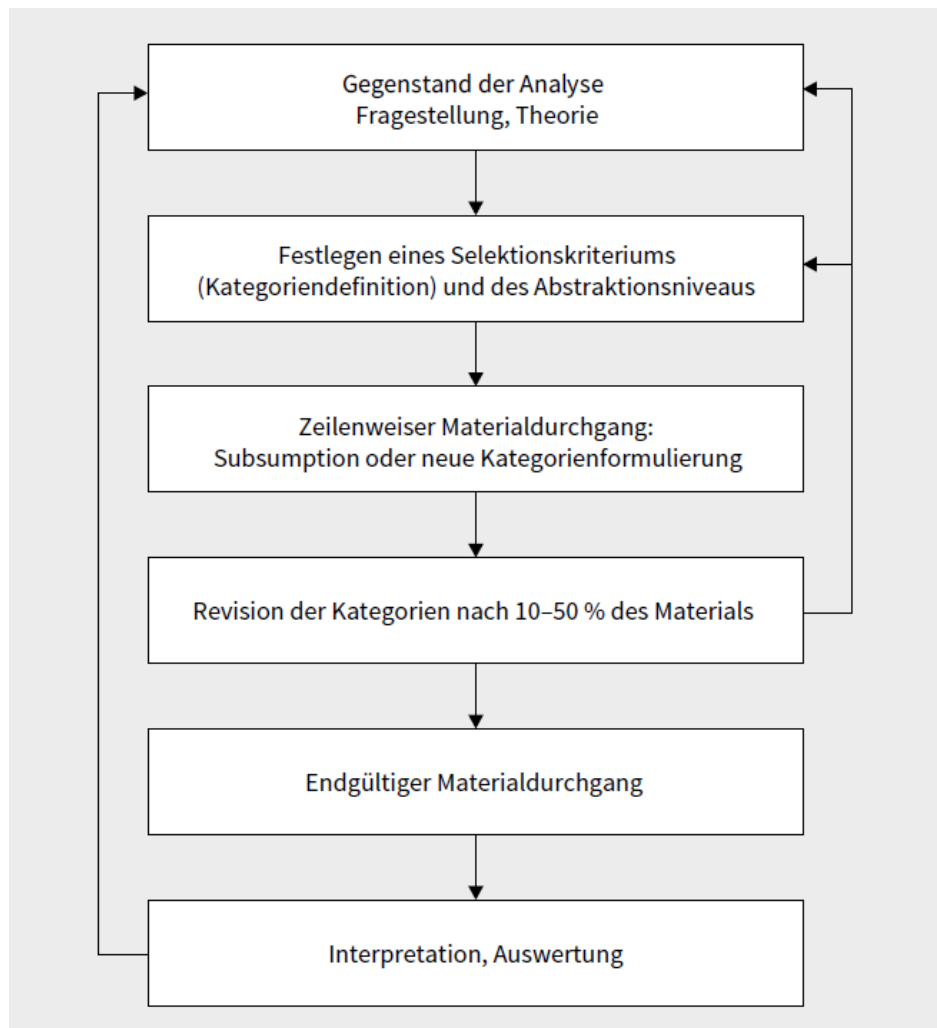 Gegenstand der Analyse
Fragestellung, Theorie
Festlegen eines Selektionskriteriums
(Kategoriendefinition) und des Abstraktionsniveaus
Zeilenweiser Materialdurchgang:
Subsumption oder neue Kategorienformulierung
Revision der Kategorien nach 10–50 % des Materials
Endgültiger Materialdurchgang
Interpretation, Auswertung